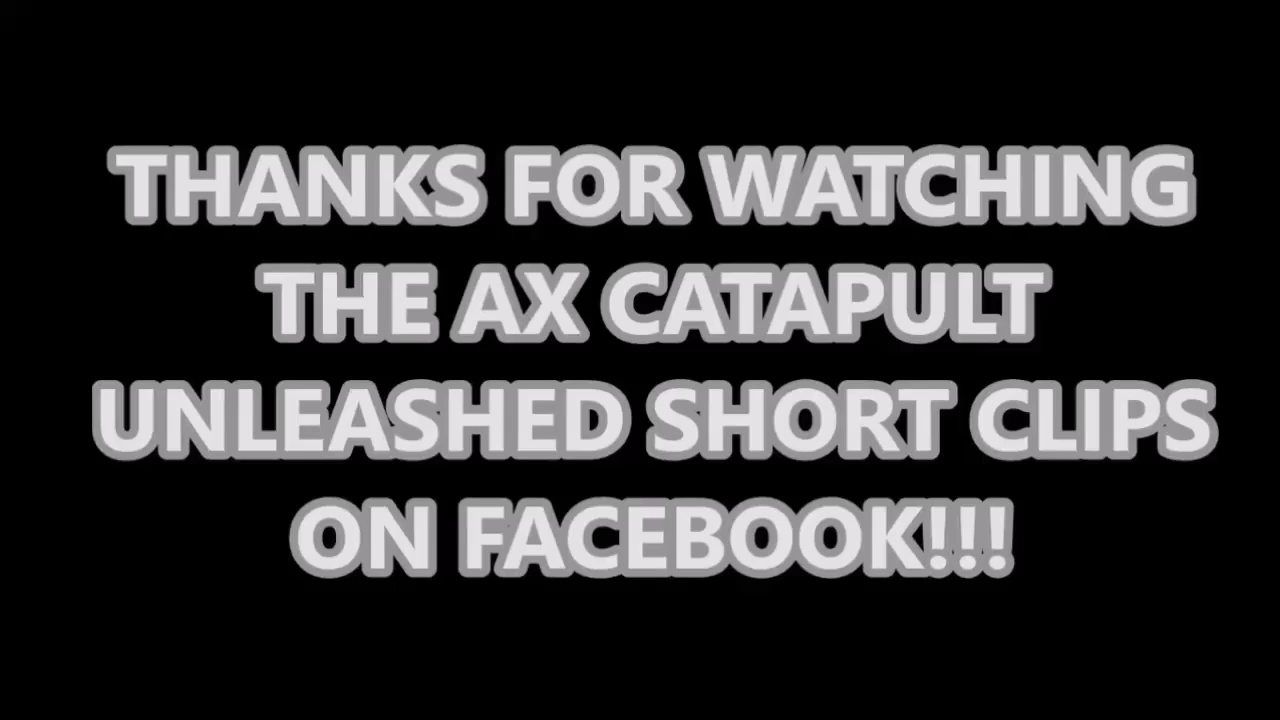 THANKS FOR WATCHING
THE AX CATAPULT
UNLEASHED SHORT CLIPS
ON FACEBOOK!!!